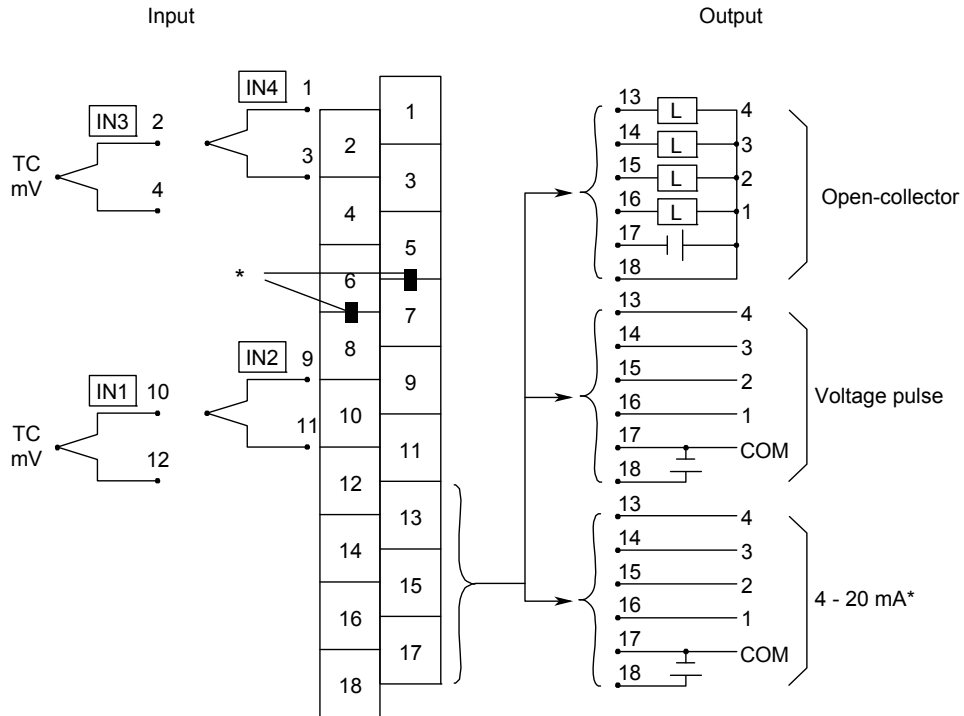 Input
Output
IN4 1
IN3 2
3
TC
mV
4
*
IN2 9
IN1 10
11
TC
mV
12
1
2
3
4
5
6
7
8
9
10
11
12
13
14
15
16
17
18
13 L 4
14 L 3
15 L 2
16 L 1
17
18
Open-collector
13 4
14 3
15 2
16 1
17 COM
18
Voltage pulse
13 4
14 3
15 2
16 1
17 COM
18
4 - 20 mA*